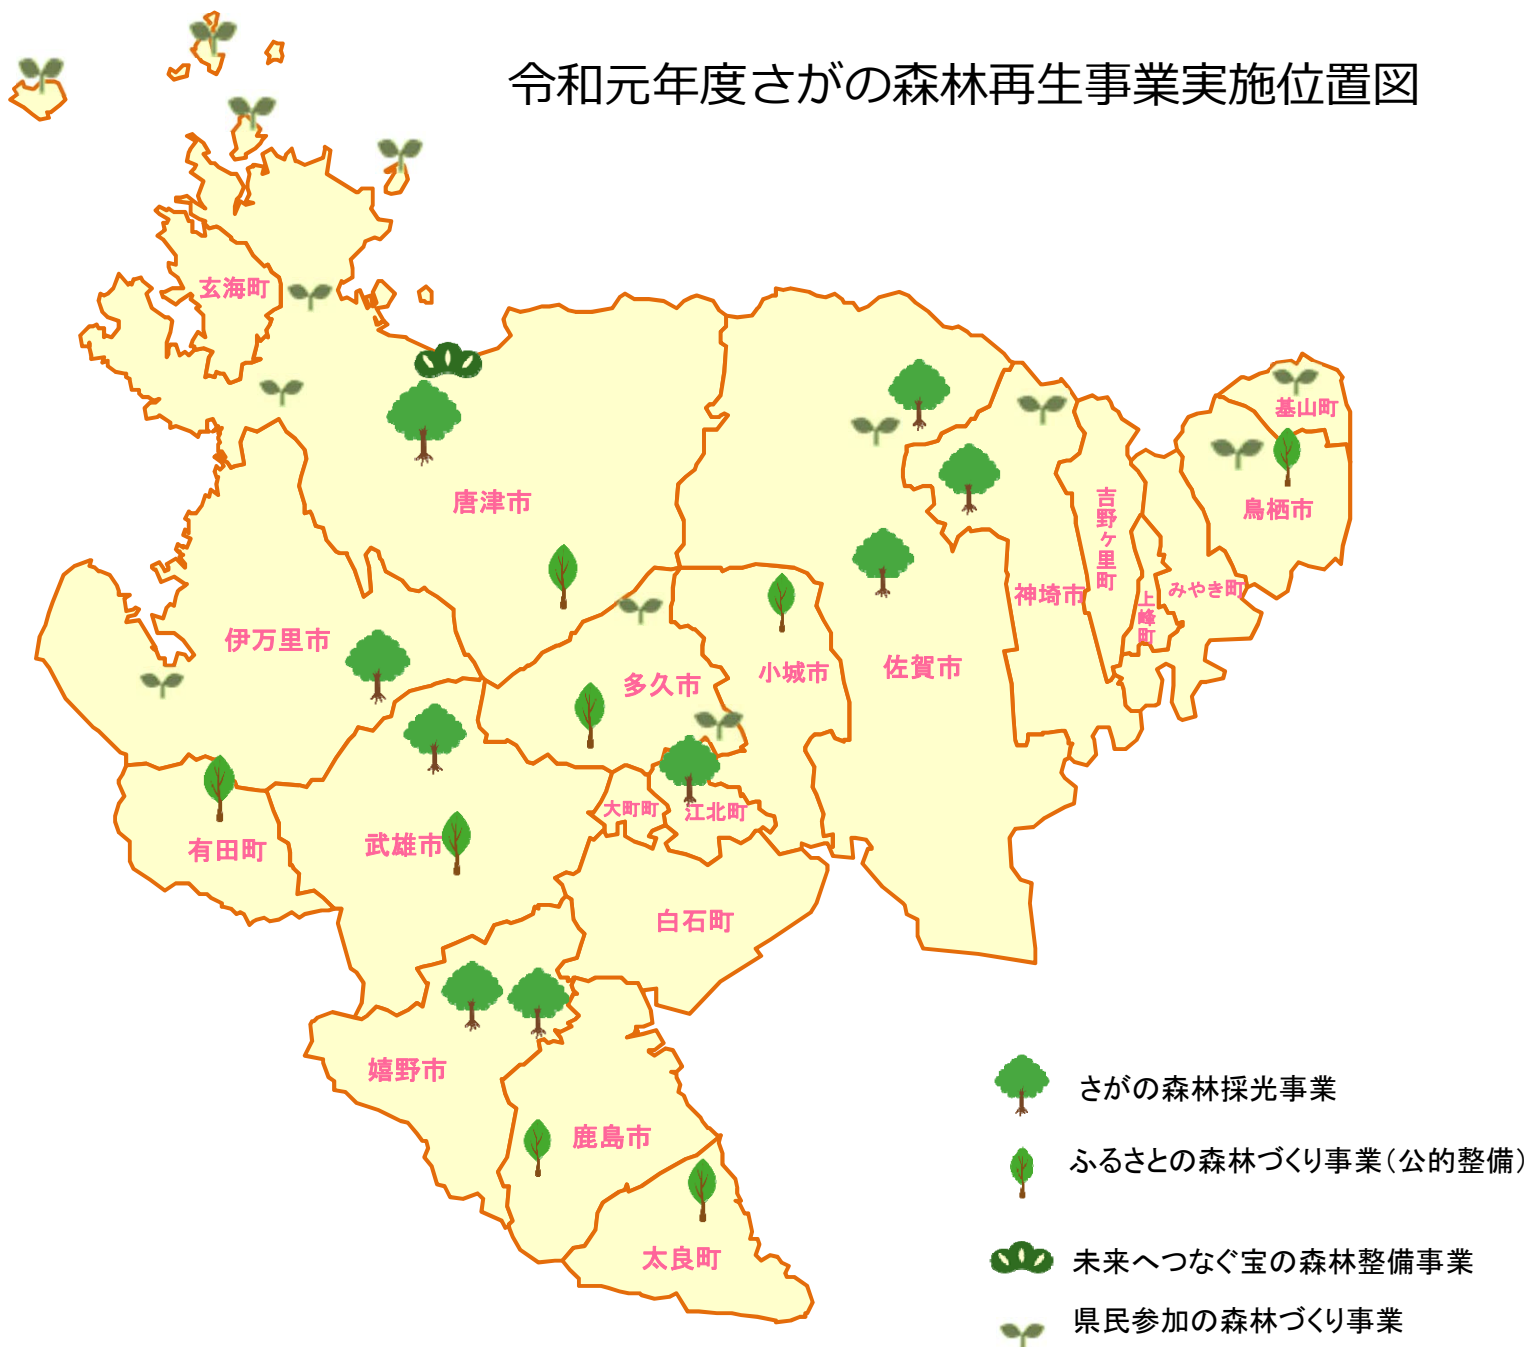 令和元年度さがの森林再生事業実施位置図
玄海町
基山町
唐津市
鳥栖市
吉野ヶ里町
神埼市
みやき町
上峰町
伊万里市
多久市
小城市
佐賀市
大町町
江北町
有田町
武雄市
白石町
嬉野市
鹿島市
太良町
さがの森林採光事業
ふるさとの森林づくり事業（公的整備）
未来へつなぐ宝の森林整備事業
県民参加の森林づくり事業